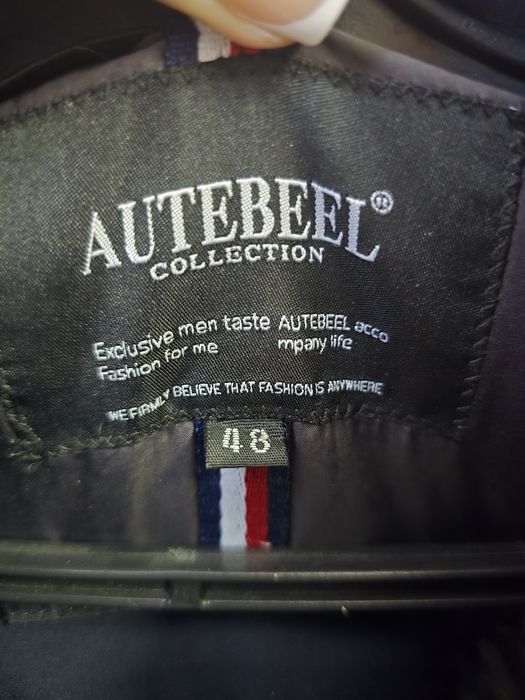 AUTEBEEL®
COLLECTION
Exclusive men taste AUTEBEEL acco
Fashion for me mpany life
WE FIRMLY BELIEVE THAT FASHION IS ANYWHERE
48